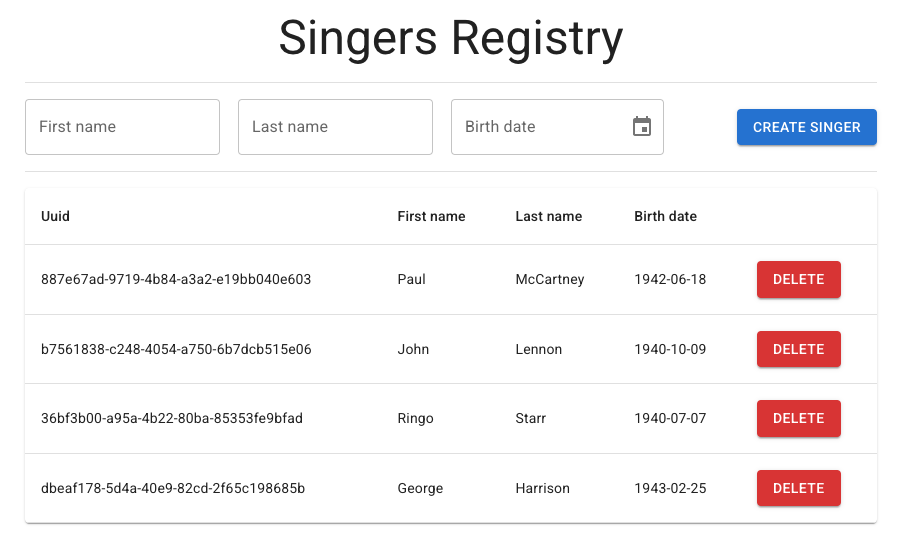 Singers Registry
First name Last name Birth date CREATE SINGER
Uuid First name Last name Birth date
887e67ad-9719-4b84-a3a2-e19bb040e603 Paul McCartney 1942-06-18 DELETE
b7561838-c248-4054-a750-6b7dcb515e06 John Lennon 1940-10-09 DELETE
36bf3b00-a95a-4b22-80ba-85353fe9bfad Ringo Starr 1940-07-07 DELETE
dbeaf178-5d4a-40e9-82cd-2f65c198685b George Harrison 1943-02-25 DELETE